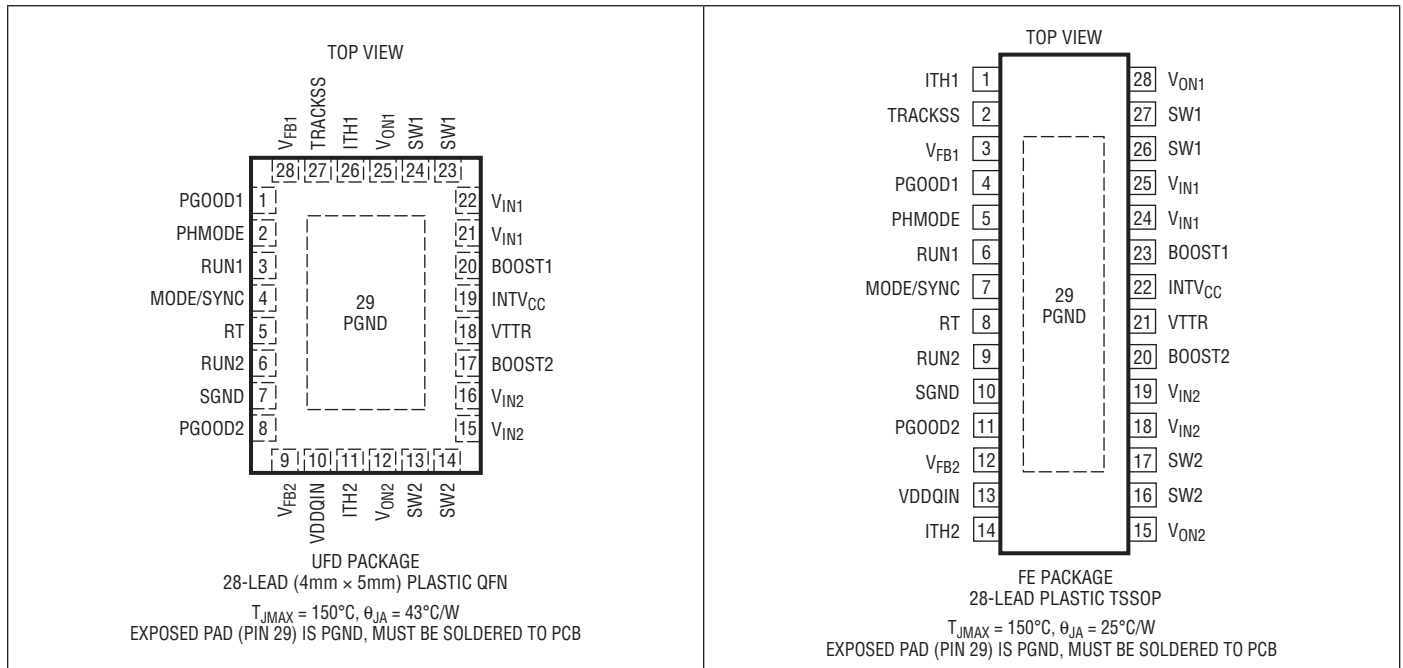 TOP VIEW
VFB1
TRACKSS
ITH1
VON1
SW1
SW1
28 27 26 25 24 23
PGOOD1 1
PHMODE 2
RUN1 3
MODE/SYNC 4
RT 5
RUN2 6
SGND 7
PGOOD2 8
29
PGND
22 VIN1
21 VIN1
20 BOOST1
19 INTVCC
18 VTTR
17 BOOST2
16 VIN2
15 VIN2
9 10 11 12 13 14
VFB2
VDDQIN
ITH2
VON2
SW2
SW2
UFD PACKAGE
28-LEAD (4mm × 5mm) PLASTIC QFN
TJMAX = 150°C, θJA = 43°C/W
EXPOSED PAD (PIN 29) IS PGND, MUST BE SOLDERED TO PCB
TOP VIEW
ITH1 1
TRACKSS 2
VFB1 3
PGOOD1 4
PHMODE 5
RUN1 6
MODE/SYNC 7
RT 8
RUN2 9
SGND 10
PGOOD2 11
VFB2 12
VDDQIN 13
ITH2 14
29
PGND
28 VON1
27 SW1
26 SW1
25 VIN1
24 VIN1
23 BOOST1
22 INTVCC
21 VTTR
20 BOOST2
19 VIN2
18 VIN2
17 SW2
16 SW2
15 VON2
FE PACKAGE
28-LEAD PLASTIC TSSOP
TJMAX = 150°C, θJA = 25°C/W
EXPOSED PAD (PIN 29) IS PGND, MUST BE SOLDERED TO PCB